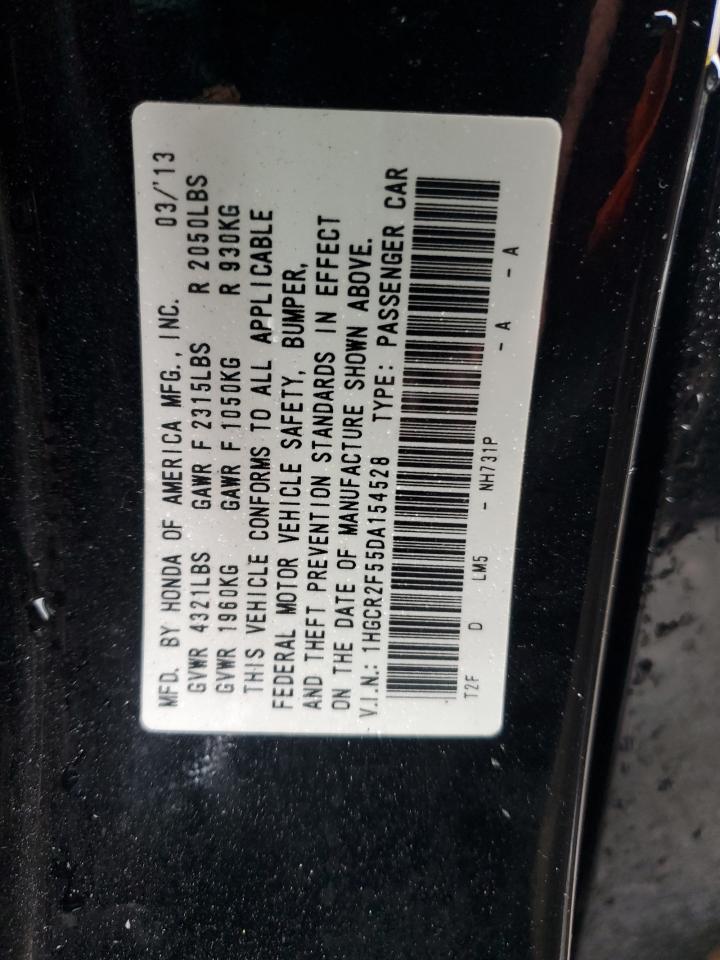 MFD. BY HONDA OF AMERICA MFG., INC. 03/'13
GVWR 4321LBS GAWR F 2315LBS R 2050LBS
GVWR 1960KG GAWR F 1050KG R 930KG
THIS VEHICLE CONFORMS TO ALL APPLICABLE
FEDERAL MOTOR VEHICLE SAFETY, BUMPER,
AND THEFT PREVENTION STANDARDS IN EFFECT
ON THE DATE OF MANUFACTURE SHOWN ABOVE.
V.I.N.: 1HGCR2F55DA154528 TYPE: PASSENGER CAR
T2F D LM5 - NH731P - A - A